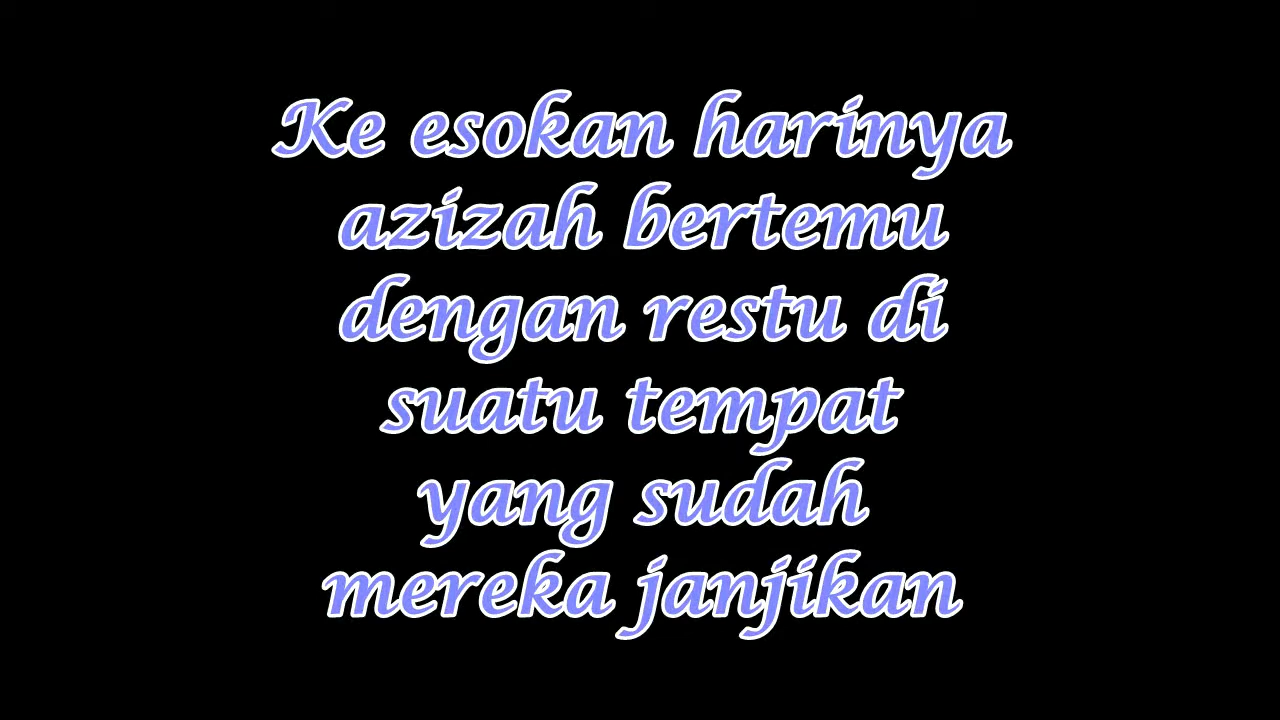 Ke esokan harinya
azizah bertemu
dengan restu di
suatu tempat
yang sudah
mereka janjikan